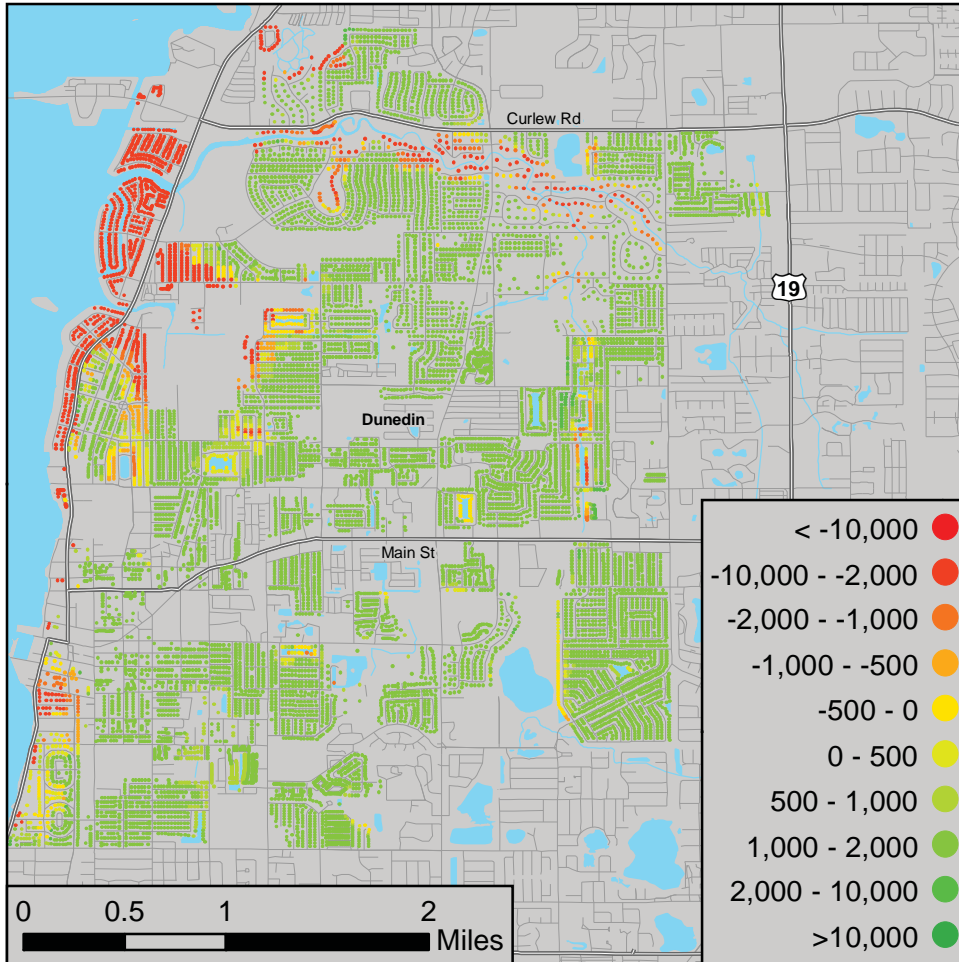 Curlew Rd
19
Dunedin
Main St
< -10,000
-10,000 - -2,000
-2,000 - -1,000
-1,000 - -500
-500 - 0
0 - 500
500 - 1,000
1,000 - 2,000
2,000 - 10,000
>10,000
0 0.5 1 2
Miles